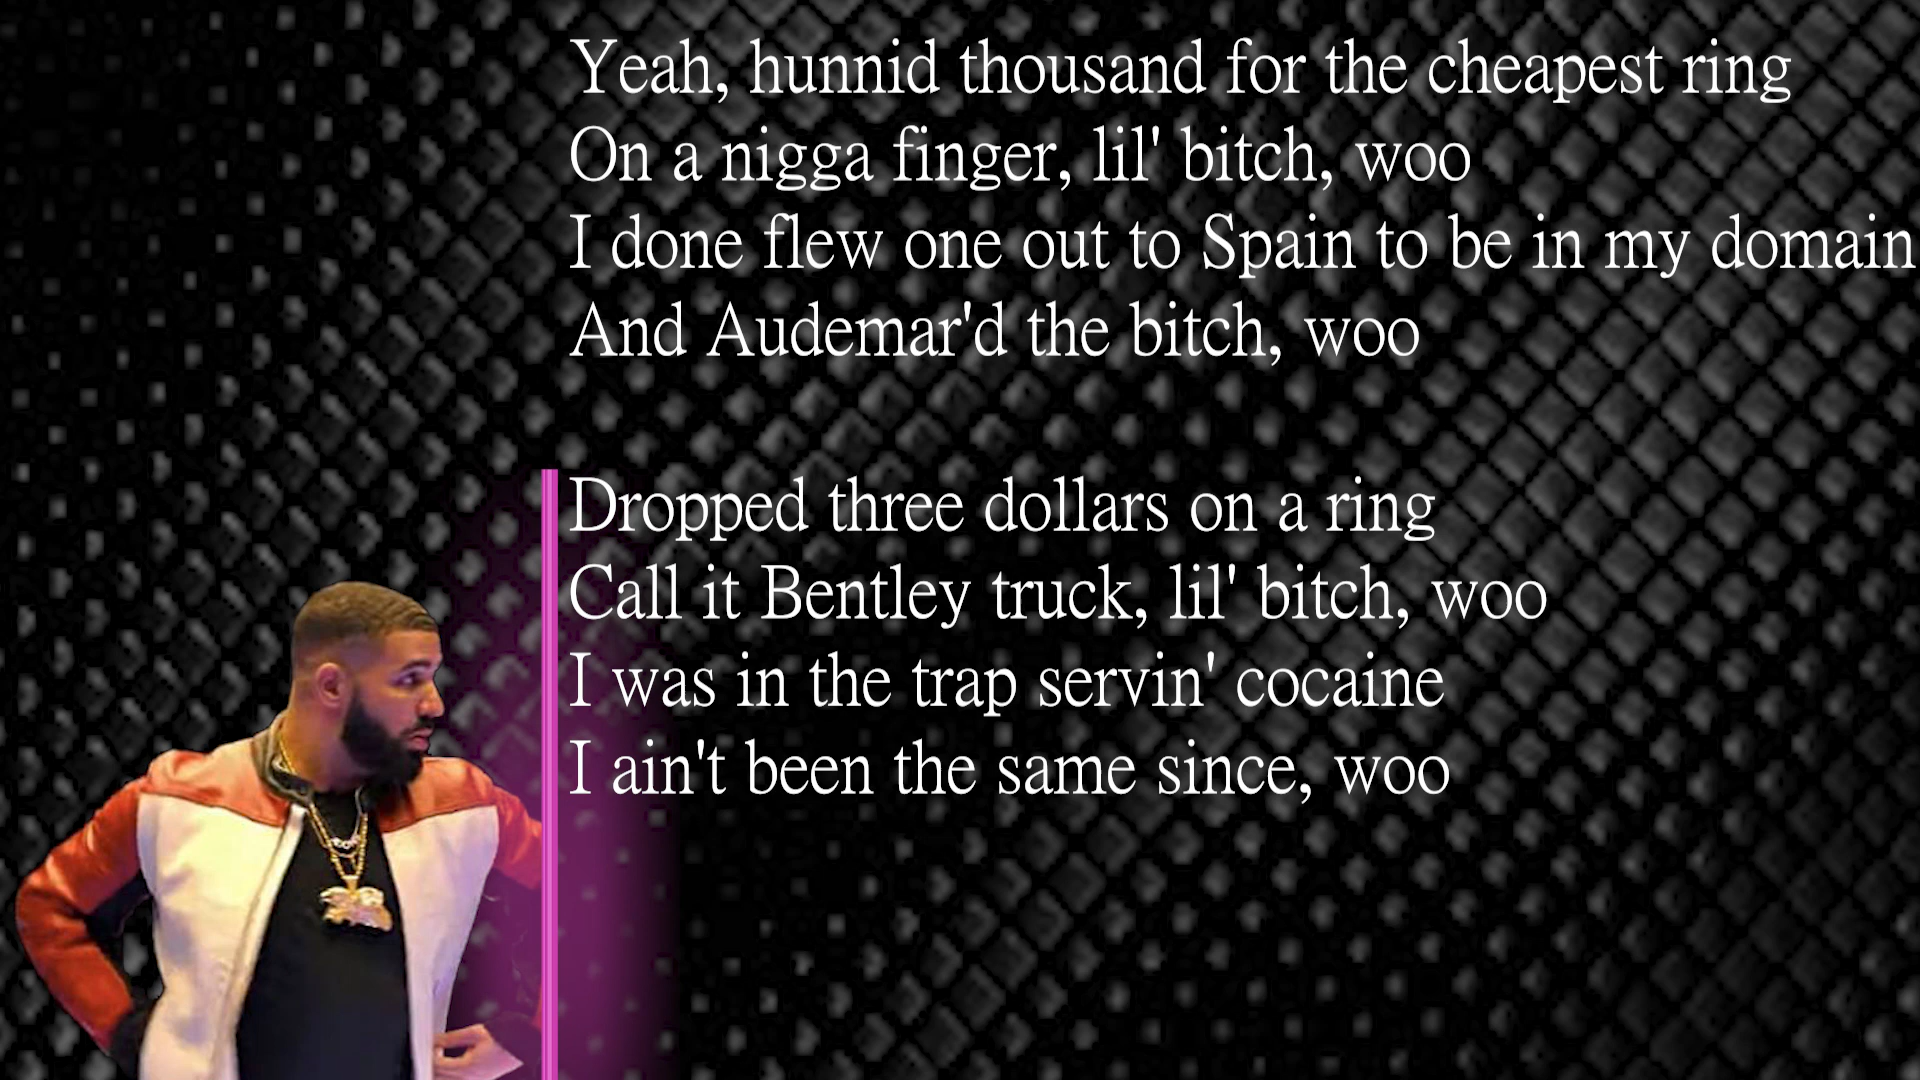 Yeah, hunnid thousand for the cheapest ring
On a nigga finger, lil' bitch, woo
I done flew one out to Spain to be in my domain
And Audemar'd the bitch, woo
Dropped three dollars on a ring
Call it Bentley truck, lil' bitch, woo
I was in the trap servin' cocaine
I ain't been the same since, woo